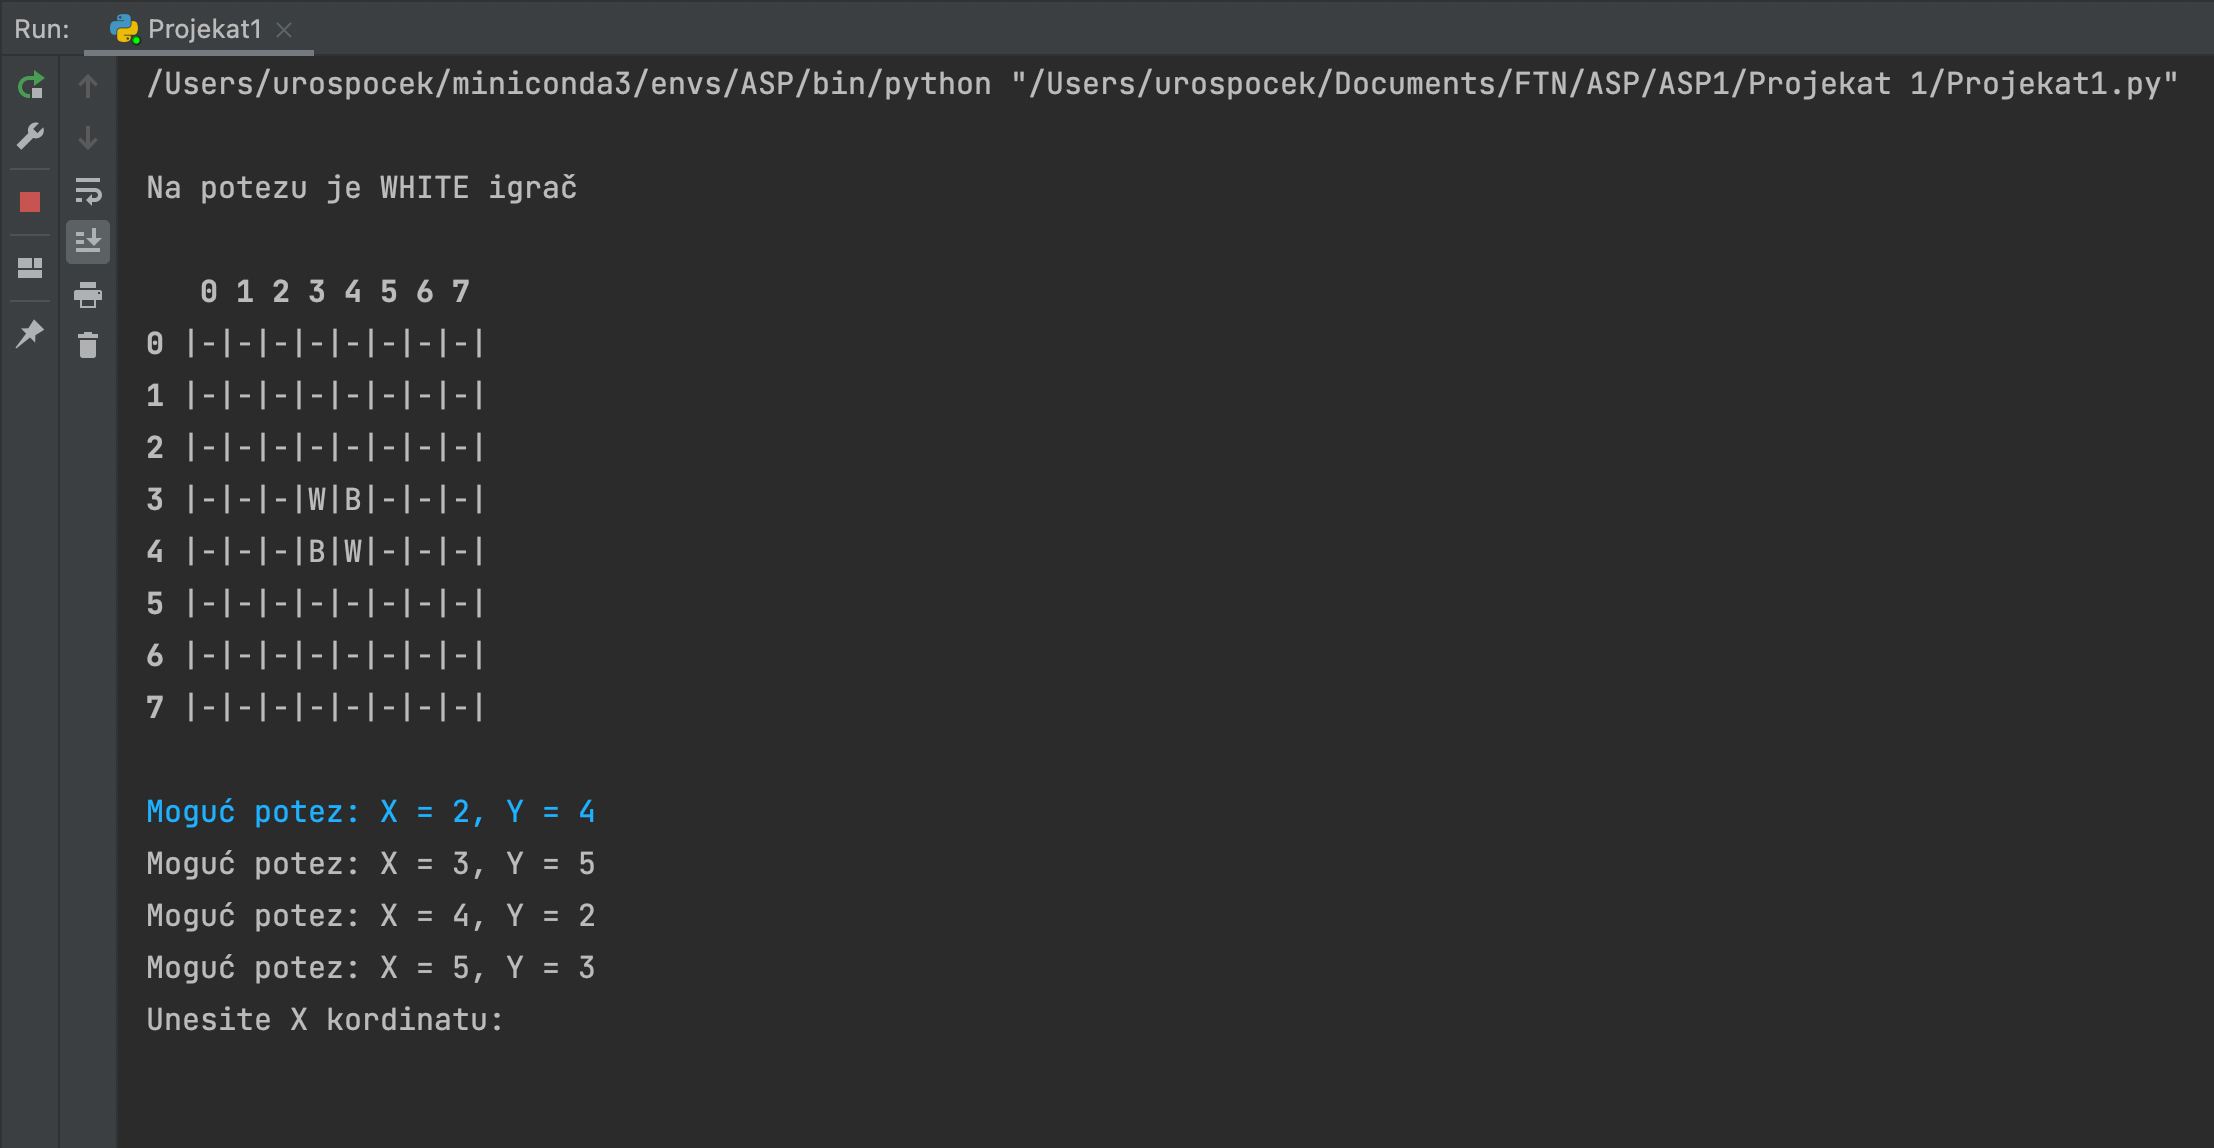 Run: Projekat1
/Users/urospocek/miniconda3/envs/ASP/bin/python "/Users/urospocek/Documents/FTN/ASP/ASP1/Projekat 1/Projekat1.py"
Na potezu je WHITE igrač
0 1 2 3 4 5 6 7
0 |-|-|-|-|-|-|-|-|
1 |-|-|-|-|-|-|-|-|
2 |-|-|-|-|-|-|-|-|
3 |-|-|-|W|B|-|-|-|
4 |-|-|-|B|W|-|-|-|
5 |-|-|-|-|-|-|-|-|
6 |-|-|-|-|-|-|-|-|
7 |-|-|-|-|-|-|-|-|
Moguć potez: X = 2, Y = 4
Moguć potez: X = 3, Y = 5
Moguć potez: X = 4, Y = 2
Moguć potez: X = 5, Y = 3
Unesite X kordinatu: